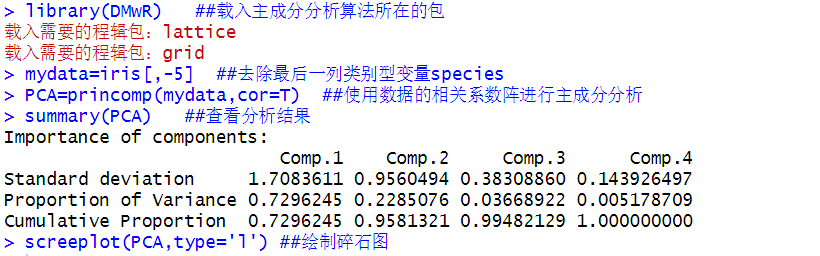 > library(DMwR)   ##载入主成分分析算法所在的包
载入需要的程辑包：lattice
载入需要的程辑包：grid
> mydata=iris[,-5]  ##去除最后一列类别型变量species
> PCA=princomp(mydata,cor=T)  ##使用数据的相关系数阵进行主成分分析
> summary(PCA)   ##查看分析结果
Importance of components:
                          Comp.1    Comp.2     Comp.3      Comp.4
Standard deviation     1.7083611 0.9560494 0.38308860 0.143926497
Proportion of Variance 0.7296245 0.2285076 0.03668922 0.005178709
Cumulative Proportion  0.7296245 0.9581321 0.99482129 1.000000000
> screeplot(PCA,type='l') ##绘制碎石图